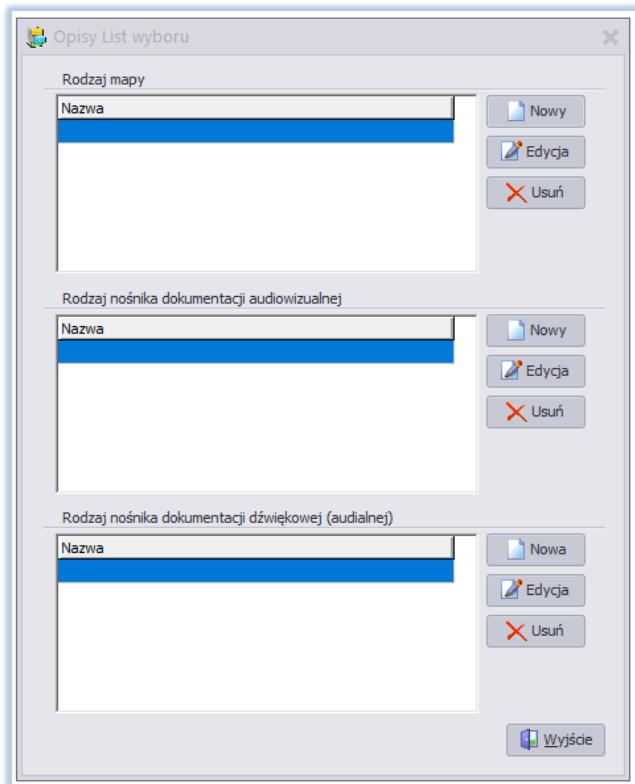 Opisy List wyboru
Rodzaj mapy
Nazwa
Nowy
Edycja
Usuń
Rodzaj nośnika dokumentacji audiowizualnej
Nazwa
Nowy
Edycja
Usuń
Rodzaj nośnika dokumentacji dźwiękowej (audialnej)
Nazwa
Nowa
Edycja
Usuń
Wyjście